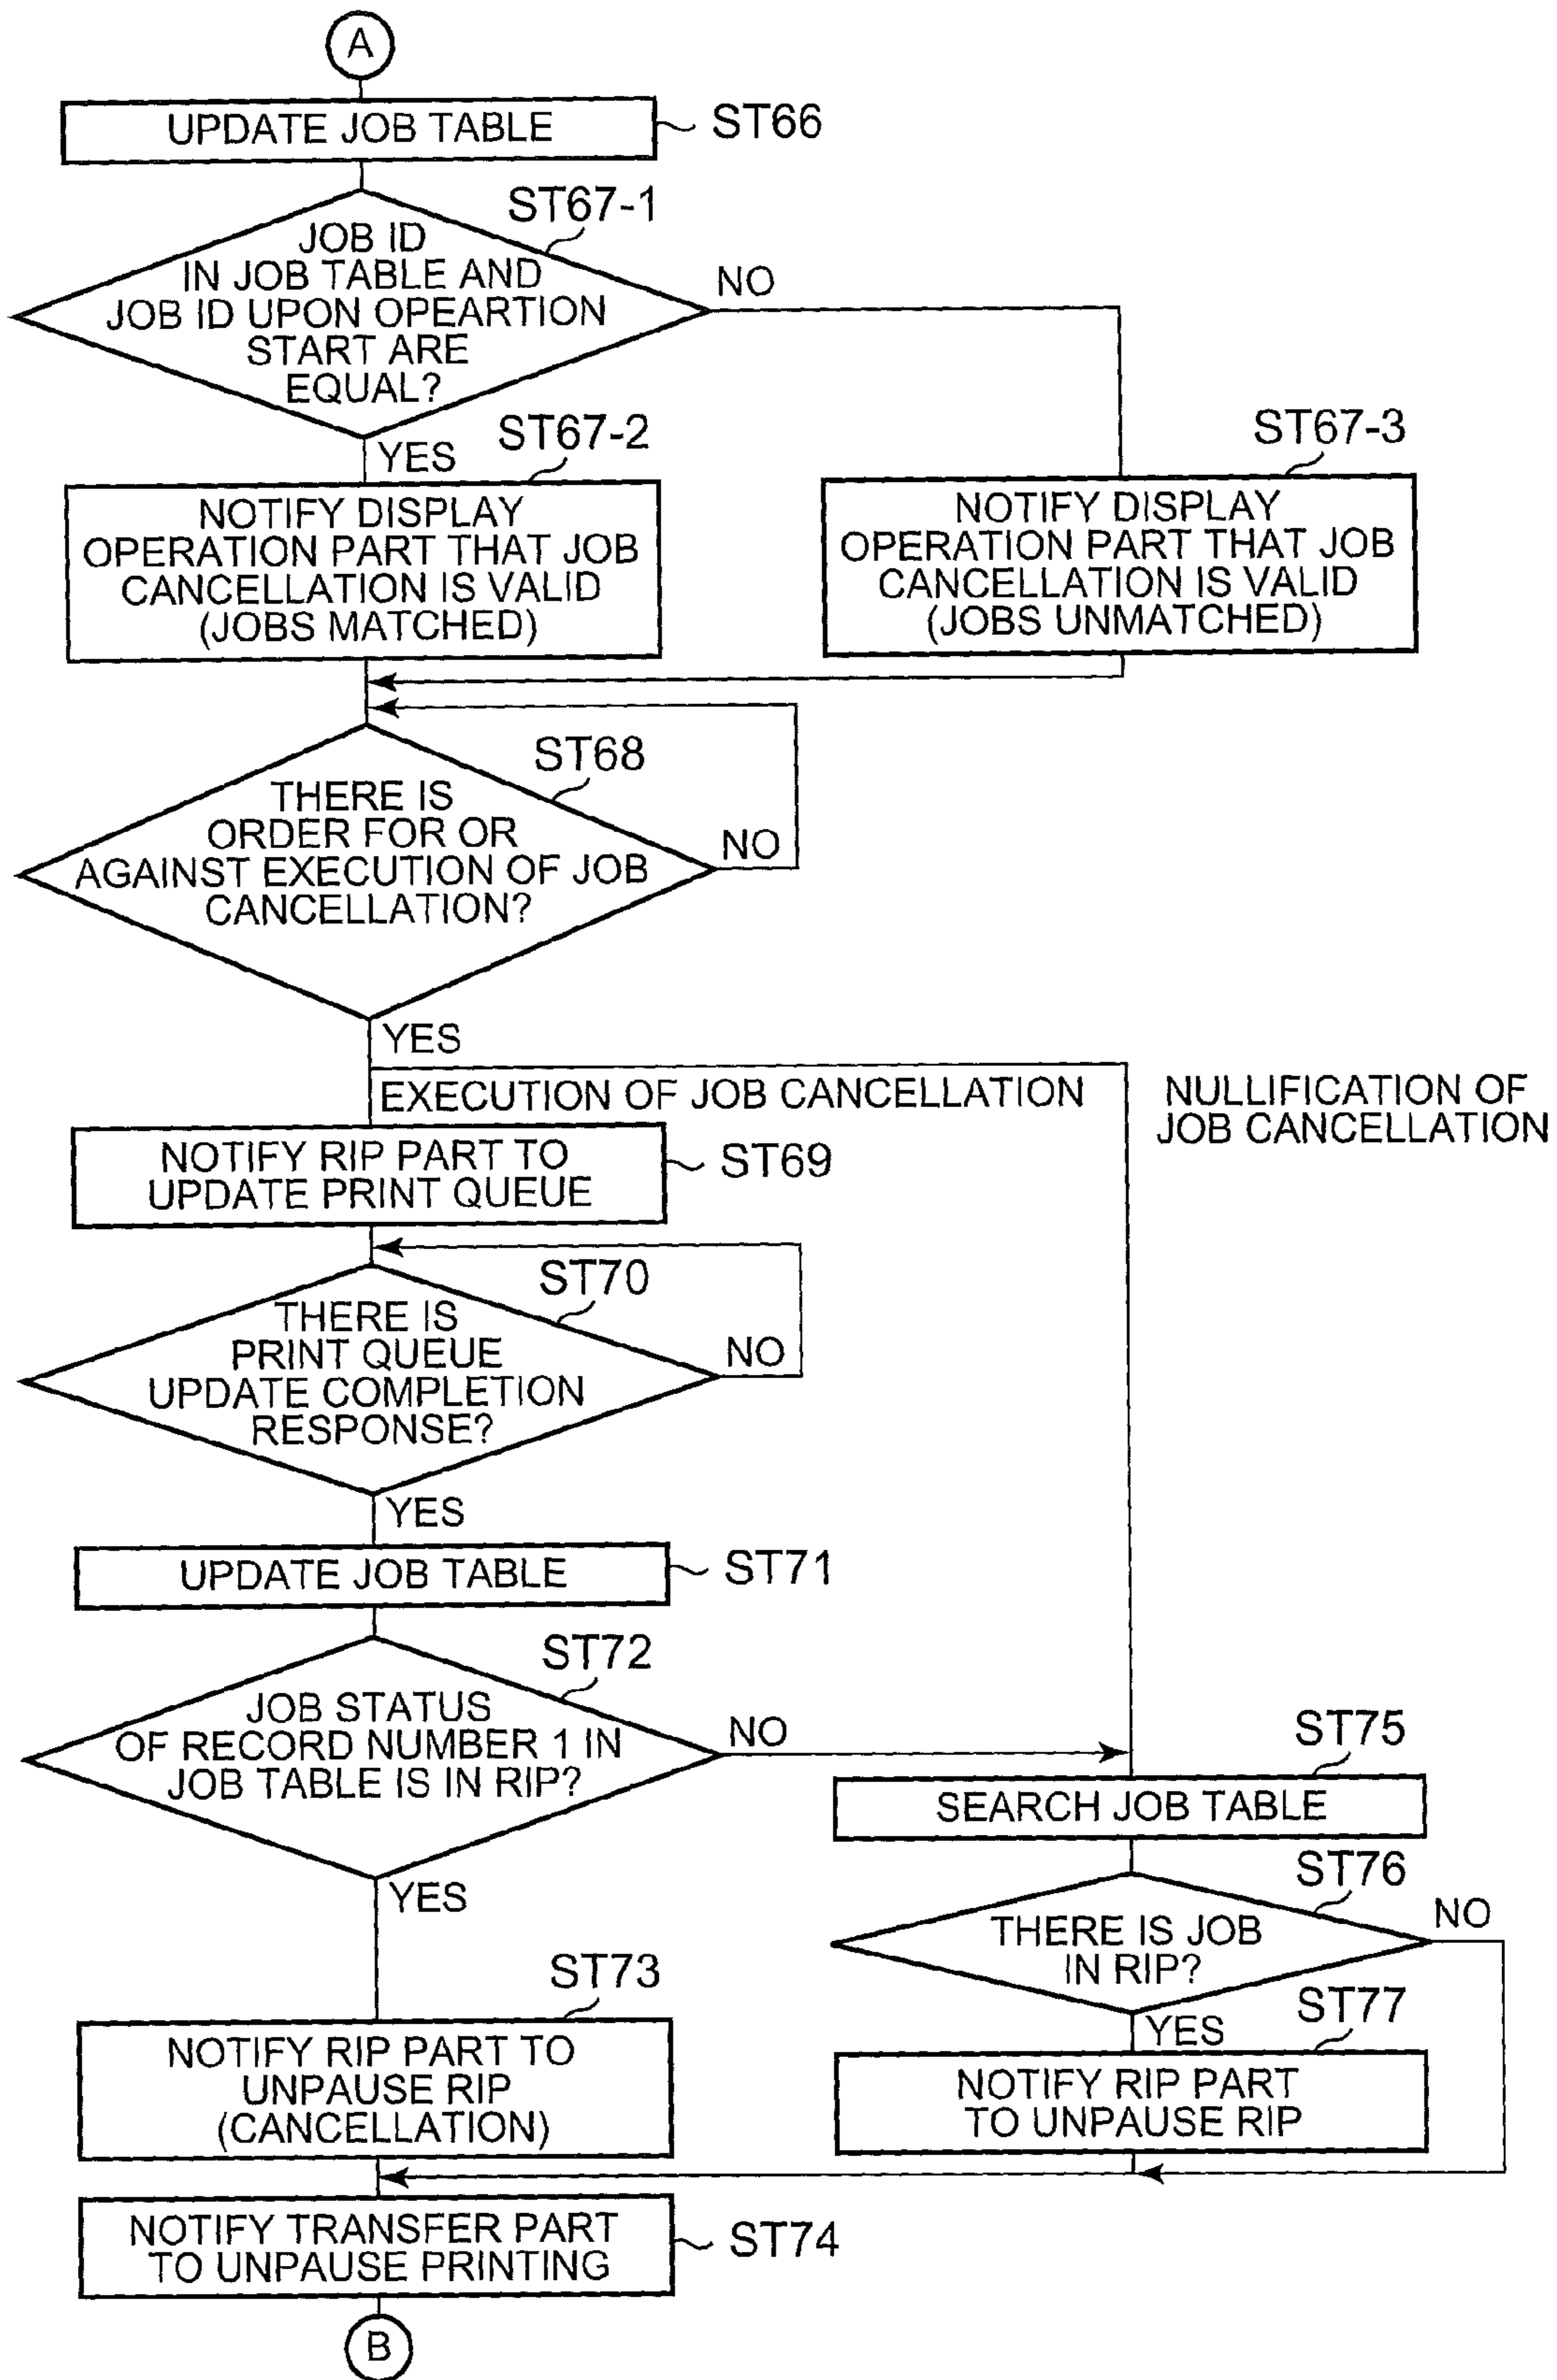 A
UPDATE JOB TABLE
ST66
ST67-1
JOB ID
IN JOB TABLE AND
JOB ID UPON OPEARTION
START ARE
EQUAL?
NO
YES
ST67-2
NOTIFY DISPLAY
OPERATION PART THAT JOB
CANCELLATION IS VALID
(JOBS MATCHED)
ST67-3
NOTIFY DISPLAY
OPERATION PART THAT JOB
CANCELLATION IS VALID
(JOBS UNMATCHED)
ST68
THERE IS
ORDER FOR OR
AGAINST EXECUTION OF JOB
CANCELLATION?
NO
YES
EXECUTION OF JOB CANCELLATION
NULLIFICATION OF
JOB CANCELLATION
NOTIFY RIP PART TO
UPDATE PRINT QUEUE
ST69
ST70
THERE IS
PRINT QUEUE
UPDATE COMPLETION
RESPONSE?
NO
YES
UPDATE JOB TABLE
ST71
ST72
JOB STATUS
OF RECORD NUMBER 1 IN
JOB TABLE IS IN RIP?
NO
YES
ST75
SEARCH JOB TABLE
ST76
THERE IS JOB
IN RIP?
NO
YES
ST77
NOTIFY RIP PART
TO UNPAUSE RIP
ST73
NOTIFY RIP PART TO
UNPAUSE RIP
(CANCELLATION)
NOTIFY TRANSFER PART
TO UNPAUSE PRINTING
ST74
B